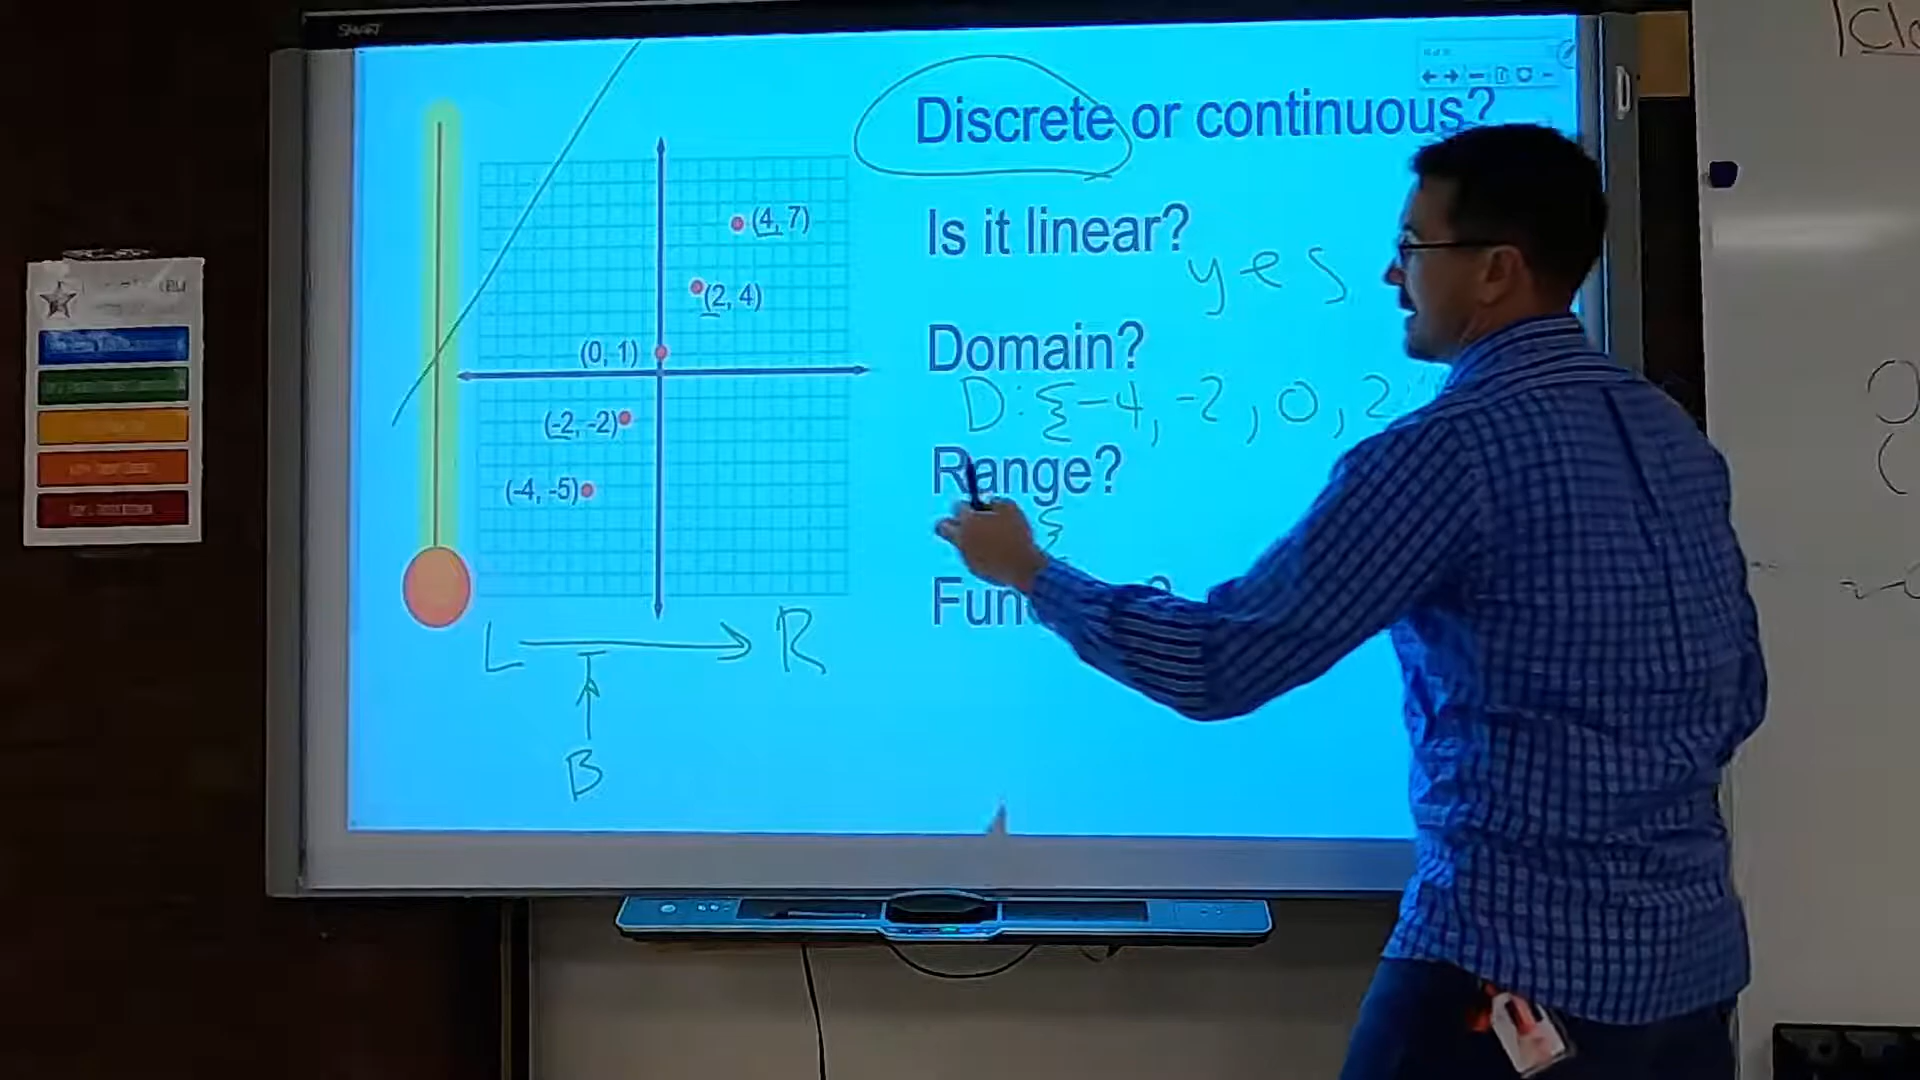 SMART
Discrete or continuous?
(4, 7)
Is it linear?
yes
(2, 4)
(0, 1)
Domain?
D: {-4, -2, 0, 2
(-2, -2)
Range?
(-4, -5)
{
L
R
B